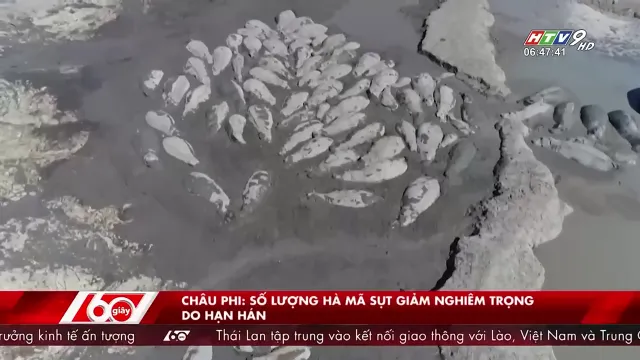 HTV9 HD
06:47:41
60 giây
CHÂU PHI: SỐ LƯỢNG HÀ MÃ SỤT GIẢM NGHIÊM TRỌNG
DO HẠN HÁN
trưởng kinh tế ấn tượng Thái Lan tập trung vào kết nối giao thông với Lào, Việt Nam và Trung